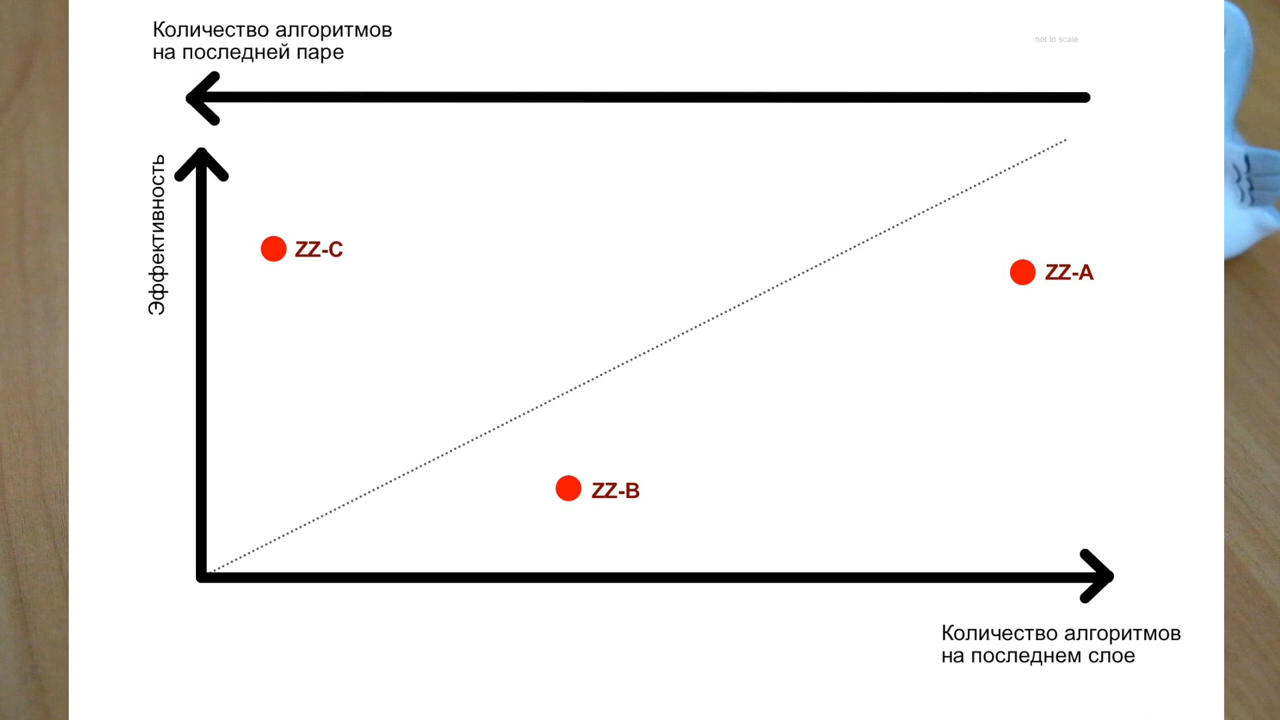 Количество алгоритмов
на последней паре
not to scale
Эффективность
ZZ-C
ZZ-A
ZZ-B
Количество алгоритмов
на последнем слое